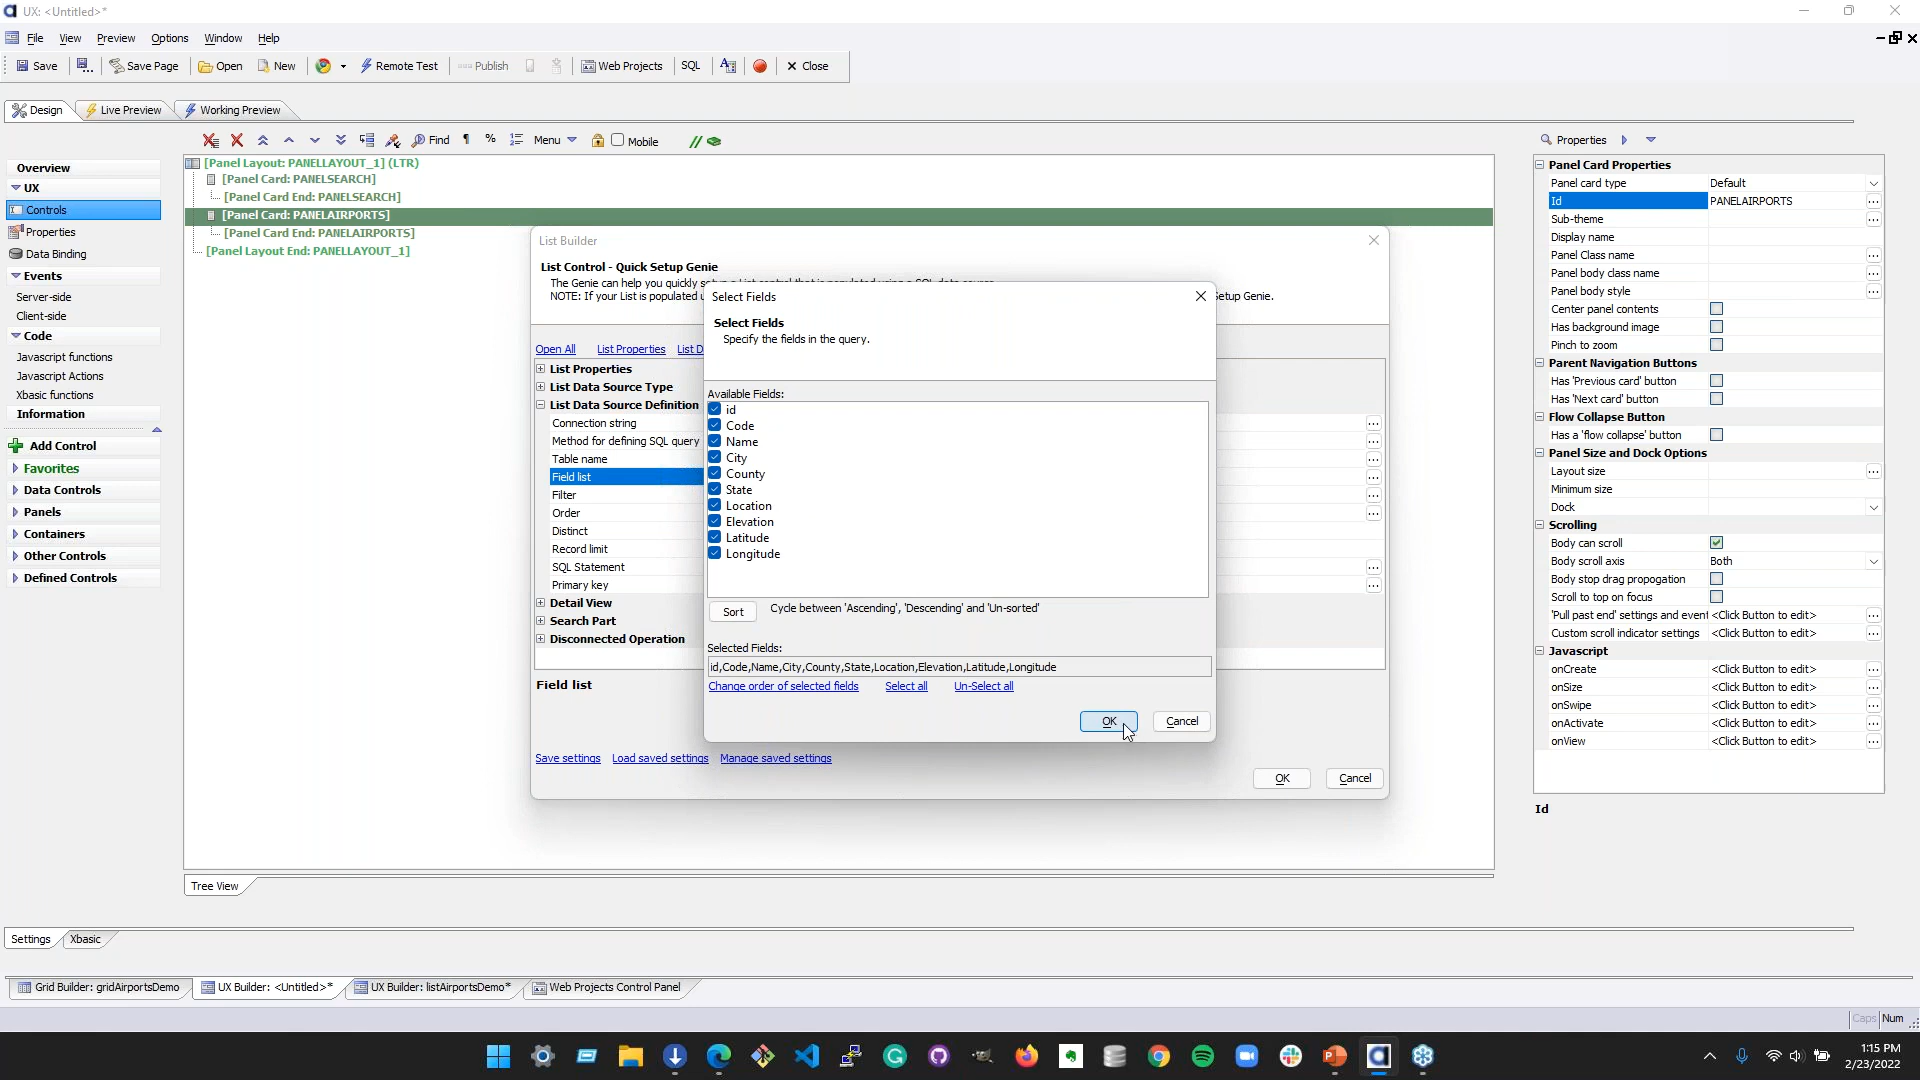 UX: <Untitled>*
File View Preview Options Window Help
Save Save Page Open New Remote Test Publish Web Projects SQL Close
Design Live Preview Working Preview
Find ¶ % Menu Mobile //
Properties
Overview
UX
Controls
Properties
Data Binding
Events
Server-side
Client-side
Code
Javascript functions
Javascript Actions
Xbasic functions
Information
Add Control
Favorites
Data Controls
Panels
Containers
Other Controls
Defined Controls
[Panel Layout: PANELLAYOUT_1] (LTR)
[Panel Card: PANELSEARCH]
[Panel Card End: PANELSEARCH]
[Panel Card: PANELAIRPORTS]
[Panel Card End: PANELAIRPORTS]
[Panel Layout End: PANELLAYOUT_1]
List Builder
List Control - Quick Setup Genie
The Genie can help you quickly
NOTE: If your List is populated
etup Genie.
Open All List Properties List D
List Properties
List Data Source Type
List Data Source Definition
Connection string ...
Method for defining SQL query ...
Table name ...
Field list ...
Filter ...
Order ...
Distinct
Record limit
SQL Statement ...
Primary key ...
Detail View
Search Part
Disconnected Operation
Field list
Save settings Load saved settings Manage saved settings
OK Cancel
Select Fields
Select Fields
Specify the fields in the query.
Available Fields:
id
Code
Name
City
County
State
Location
Elevation
Latitude
Longitude
Sort Cycle between 'Ascending', 'Descending' and 'Un-sorted'
Selected Fields:
id,Code,Name,City,County,State,Location,Elevation,Latitude,Longitude
Change order of selected fields Select all Un-Select all
OK Cancel
Panel Card Properties
Panel card type Default
Id PANELAIRPORTS ...
Sub-theme ...
Display name
Panel Class name ...
Panel body class name ...
Panel body style ...
Center panel contents
Has background image
Pinch to zoom
Parent Navigation Buttons
Has 'Previous card' button
Has 'Next card' button
Flow Collapse Button
Has a 'flow collapse' button
Panel Size and Dock Options
Layout size ...
Minimum size
Dock
Scrolling
Body can scroll
Body scroll axis Both
Body stop drag propogation
Scroll to top on focus
'Pull past end' settings and event <Click Button to edit> ...
Custom scroll indicator settings <Click Button to edit> ...
Javascript
onCreate <Click Button to edit> ...
onSize <Click Button to edit> ...
onSwipe <Click Button to edit> ...
onActivate <Click Button to edit> ...
onView <Click Button to edit> ...
Id
Tree View
Settings Xbasic
Grid Builder: gridAirportsDemo UX Builder: <Untitled>* UX Builder: listAirportsDemo* Web Projects Control Panel
Caps Num
1:15 PM
2/23/2022